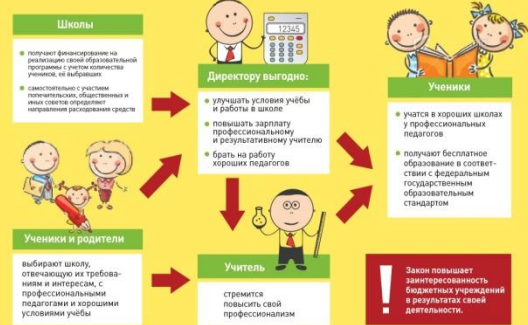 Школы
получают финансирование на
реализацию своей образовательной
программы с учетом количества
учеников, её выбравших
самостоятельно с участием
попечительских, общественных и
иных советов определяют
направления расходования средств
12345
Директору выгодно:
улучшать условия учёбы
и работы в школе
повышать зарплату
профессиональному
и результативному учителю
брать на работу
хороших педагогов
Ученики
учатся в хороших школах
у профессиональных
педагогов
получают бесплатное
образование в соответ-
ствии с федеральным
государственным
образовательным
стандартом
Ученики и родители
выбирают школу,
отвечающую их требова-
ниям и интересам, с
профессиональными
педагогами и хорошими
условиями учёбы
Учитель
стремится
повысить свой
профессионализм
!
Закон повышает
заинтересованность
бюджетных учреждений
в результатах своей
деятельности.